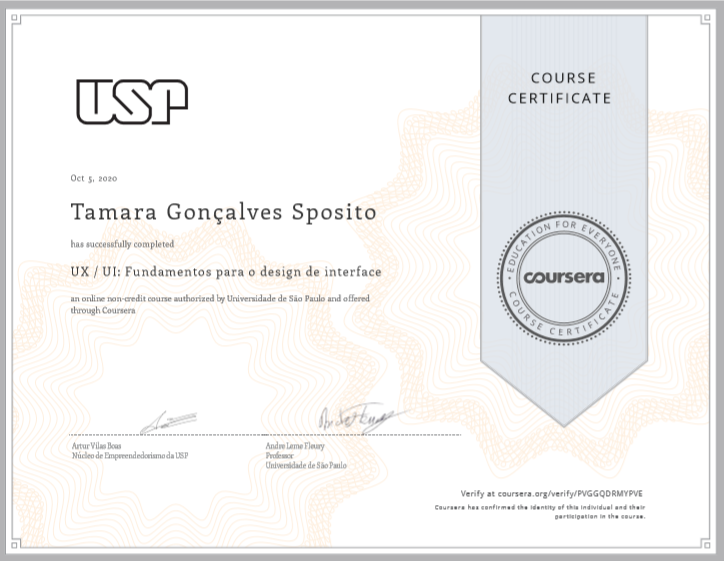 USP
COURSE
CERTIFICATE
Oct 5, 2020
Tamara Gonçalves Sposito
has successfully completed
UX / UI: Fundamentos para o design de interface
an online non-credit course authorized by Universidade de São Paulo and offered
through Coursera
EDUCATION FOR EVERYONE
coursera
COURSE CERTIFICATE
Artur Vilas Boas
Núcleo de Empreendedorismo da USP
Andre Leme Fleury
Professor
Universidade de São Paulo
Verify at coursera.org/verify/PVGGQDRMYPVE
Coursera has confirmed the identity of this individual and their
participation in the course.